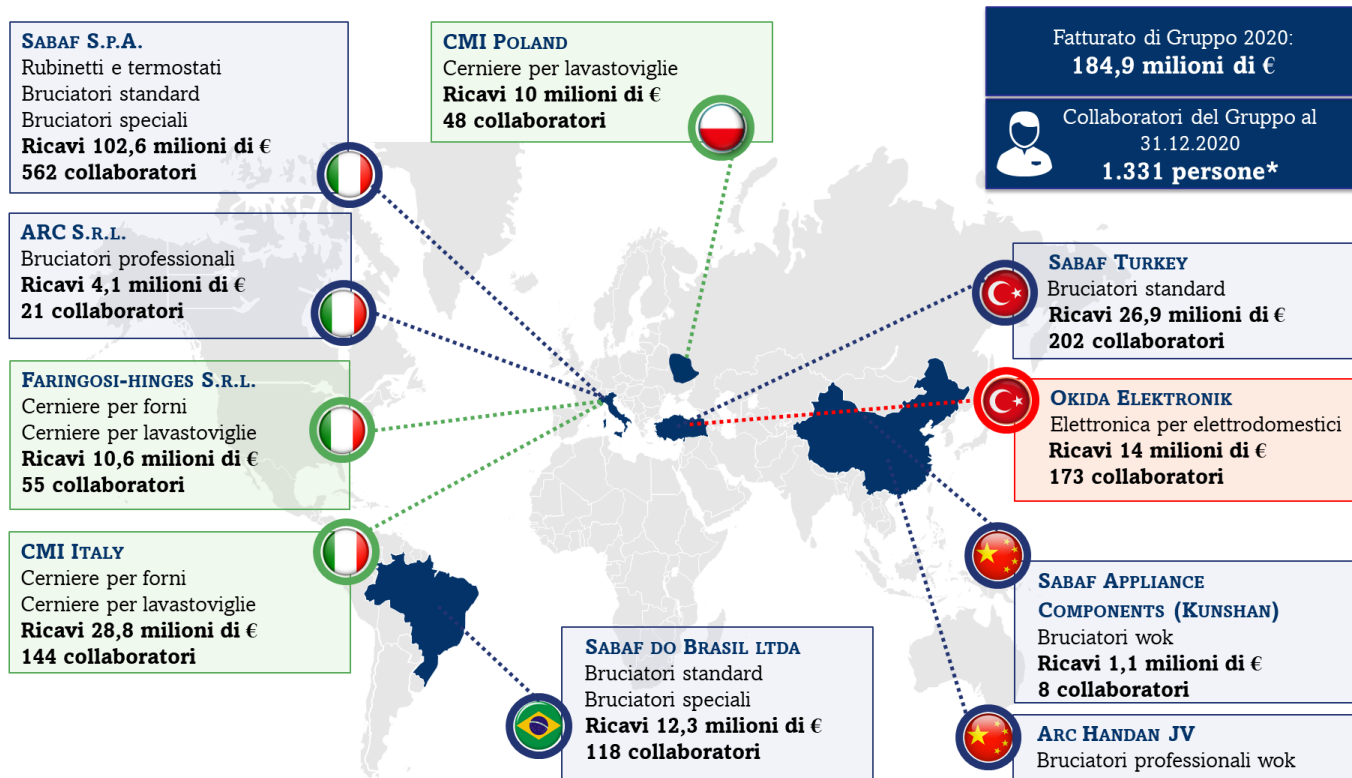 SABAF S.P.A.
Rubinetti e termostati
Bruciatori standard
Bruciatori speciali
Ricavi 102,6 milioni di €
562 collaboratori
CMI POLAND
Cerniere per lavastoviglie
Ricavi 10 milioni di €
48 collaboratori
Fatturato di Gruppo 2020:
184,9 milioni di €
Collaboratori del Gruppo al
31.12.2020
1.331 persone*
ARC S.R.L.
Bruciatori professionali
Ricavi 4,1 milioni di €
21 collaboratori
SABAF TURKEY
Bruciatori standard
Ricavi 26,9 milioni di €
202 collaboratori
FARINGOSI-HINGES S.R.L.
Cerniere per forni
Cerniere per lavastoviglie
Ricavi 10,6 milioni di €
55 collaboratori
OKIDA ELEKTRONIK
Elettronica per elettrodomestici
Ricavi 14 milioni di €
173 collaboratori
CMI ITALY
Cerniere per forni
Cerniere per lavastoviglie
Ricavi 28,8 milioni di €
144 collaboratori
SABAF DO BRASIL LTDA
Bruciatori standard
Bruciatori speciali
Ricavi 12,3 milioni di €
118 collaboratori
SABAF APPLIANCE
COMPONENTS (KUNSHAN)
Bruciatori wok
Ricavi 1,1 milioni di €
8 collaboratori
ARC HANDAN JV
Bruciatori professionali wok